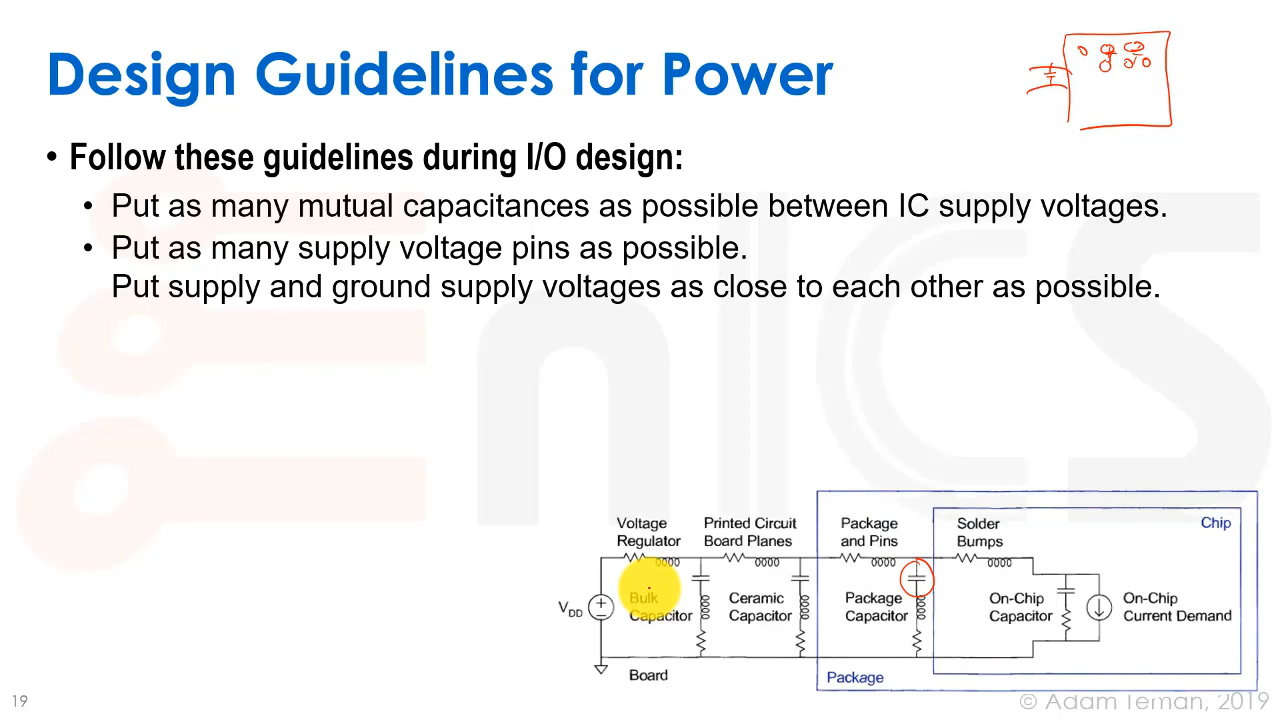 Design Guidelines for Power
• Follow these guidelines during I/O design:
• Put as many mutual capacitances as possible between IC supply voltages.
• Put as many supply voltage pins as possible.
Put supply and ground supply voltages as close to each other as possible.
Voltage
Regulator
Printed Circuit
Board Planes
Package
and Pins
Solder
Bumps
Chip
Bulk
Capacitor
Ceramic
Capacitor
Package
Capacitor
On-Chip
Capacitor
On-Chip
Current Demand
VDD
Board
Package
19
© Adam Teman, 2019
enICS